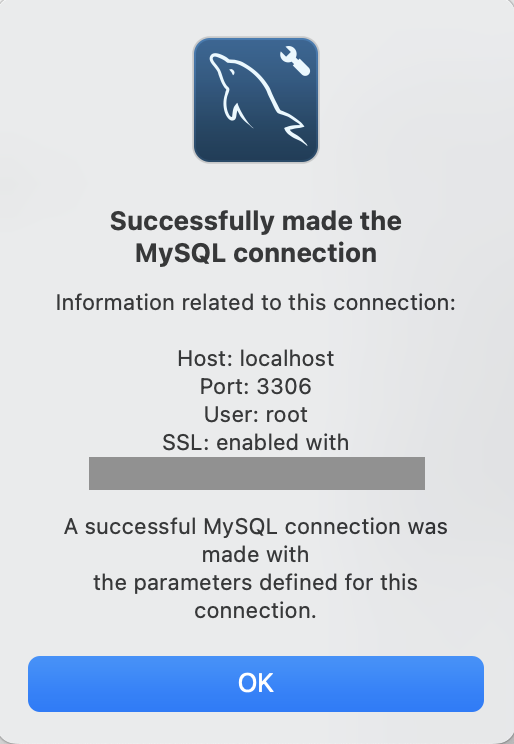 Successfully made the
MySQL connection
Information related to this connection:
Host: localhost
Port: 3306
User: root
SSL: enabled with
A successful MySQL connection was
made with
the parameters defined for this
connection.
OK